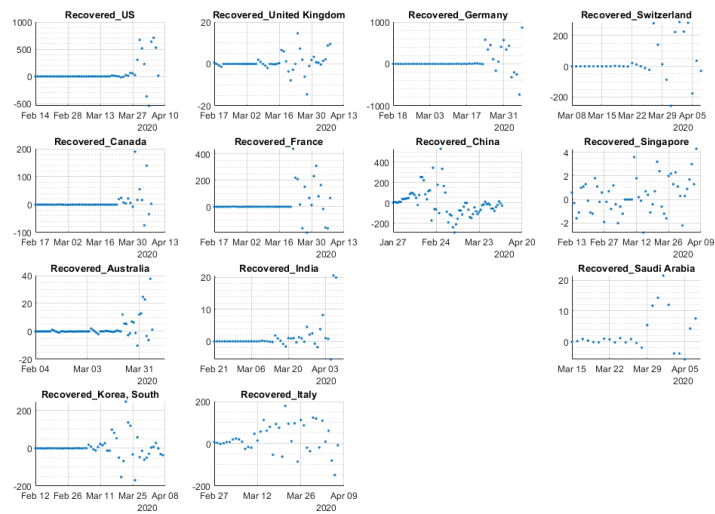 Recovered_US
1000
500
0
-500
Feb 14 Feb 28 Mar 13 Mar 27 Apr 10
2020
Recovered_United Kingdom
20
0
-20
Feb 17 Mar 02 Mar 16 Mar 30 Apr 13
2020
Recovered_Germany
1000
0
-1000
Feb 18 Mar 03 Mar 17 Mar 31
2020
Recovered_Switzerland
200
0
-200
Mar 08 Mar 15 Mar 22 Mar 29 Apr 05
2020
Recovered_Canada
200
100
0
-100
Feb 17 Mar 02 Mar 16 Mar 30 Apr 13
2020
Recovered_France
400
200
0
-200
Feb 17 Mar 02 Mar 16 Mar 30 Apr 13
2020
Recovered_China
400
200
0
-200
Jan 27 Feb 24 Mar 23 Apr 20
2020
Recovered_Singapore
4
2
0
-2
Feb 13 Feb 27 Mar 12 Mar 26 Apr 09
2020
Recovered_Australia
40
20
0
-20
Feb 04 Mar 03 Mar 31
2020
Recovered_India
20
10
0
Feb 21 Mar 06 Mar 20 Apr 03
2020
Recovered_Saudi Arabia
20
10
0
Mar 15 Mar 22 Mar 29 Apr 05
2020
Recovered_Korea, South
200
0
-200
Feb 12 Feb 26 Mar 11 Mar 25 Apr 08
2020
Recovered_Italy
200
0
-200
Feb 27 Mar 12 Mar 26 Apr 09
2020